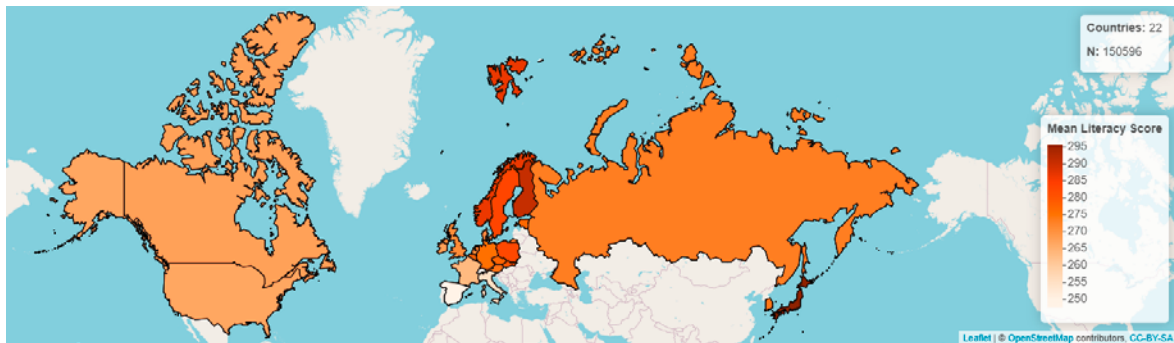 Countries: 22
N: 150596
Mean Literacy Score
295
290
285
280
275
270
265
260
255
250
Leaflet | © OpenStreetMap contributors, CC-BY-SA